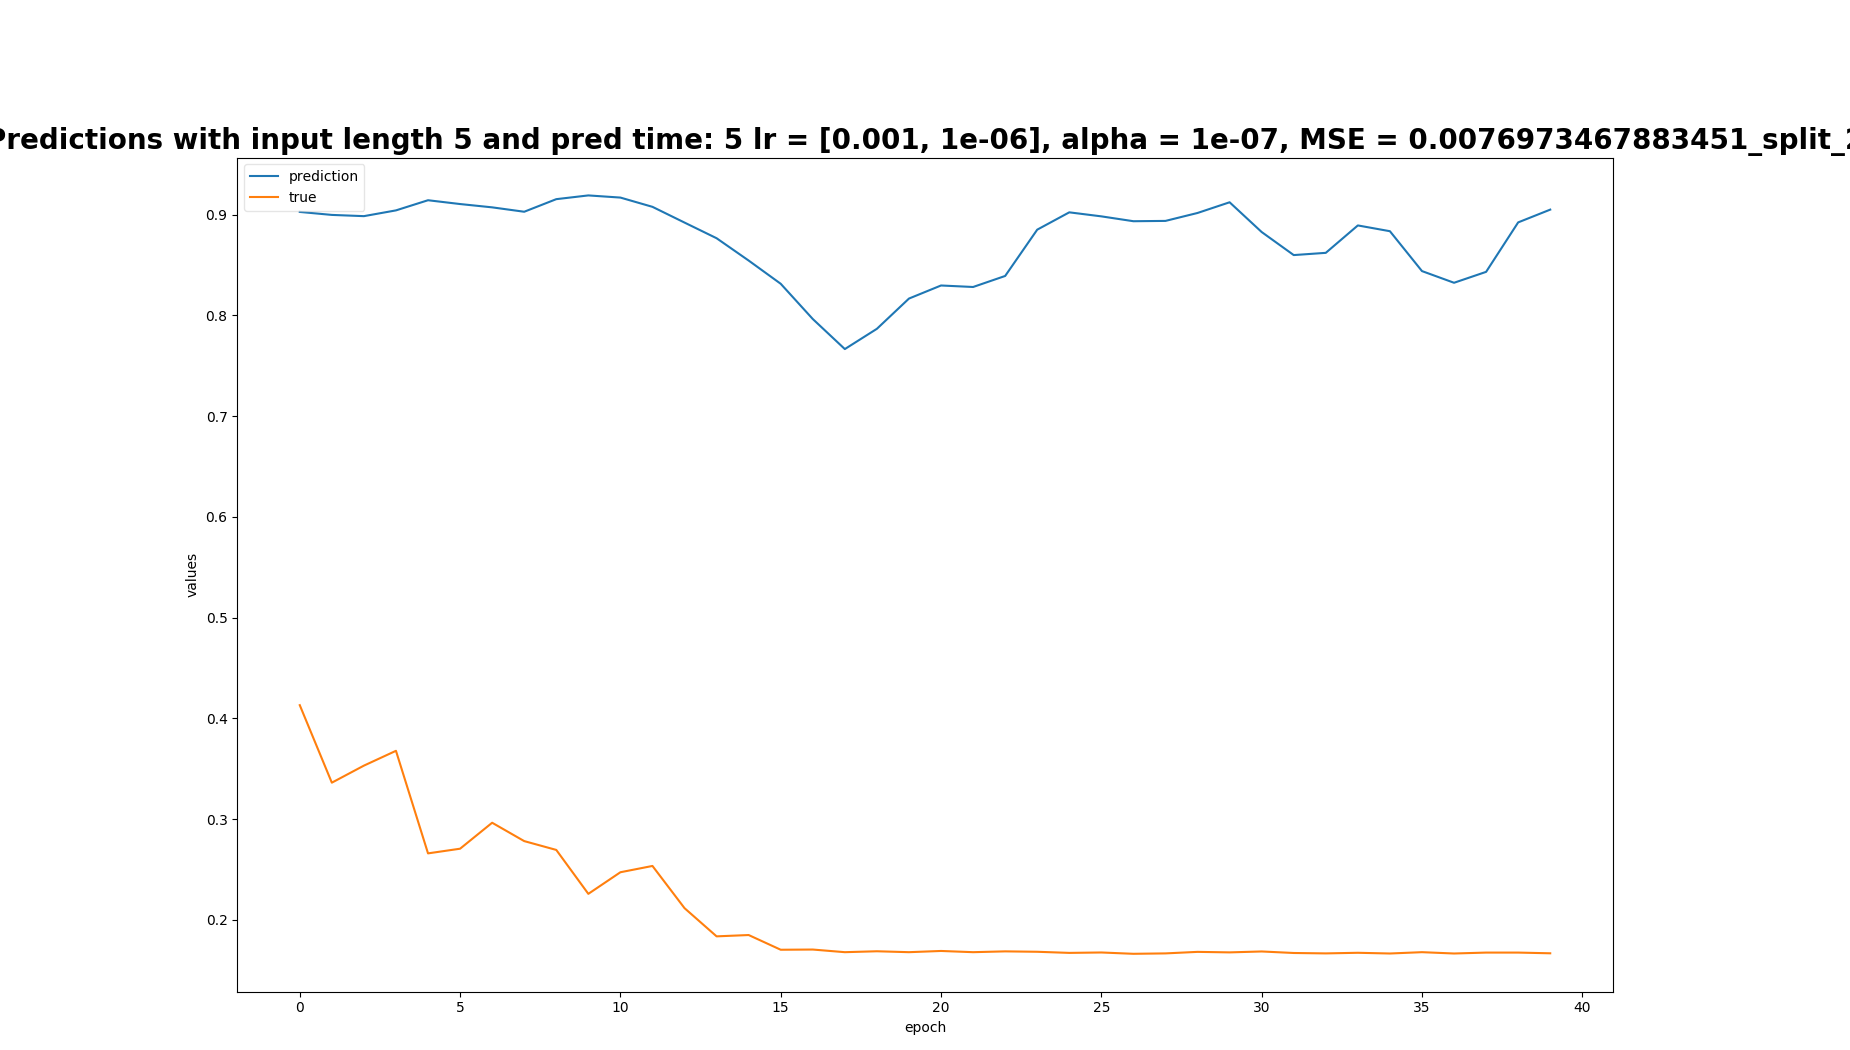 Predictions with input length 5 and pred time: 5 lr = [0.001, 1e-06], alpha = 1e-07, MSE = 0.0076973467883451_split_2
prediction
true
0.9
0.8
0.7
0.6
0.5
0.4
0.3
0.2
values
0 5 10 15 20 25 30 35 40
epoch